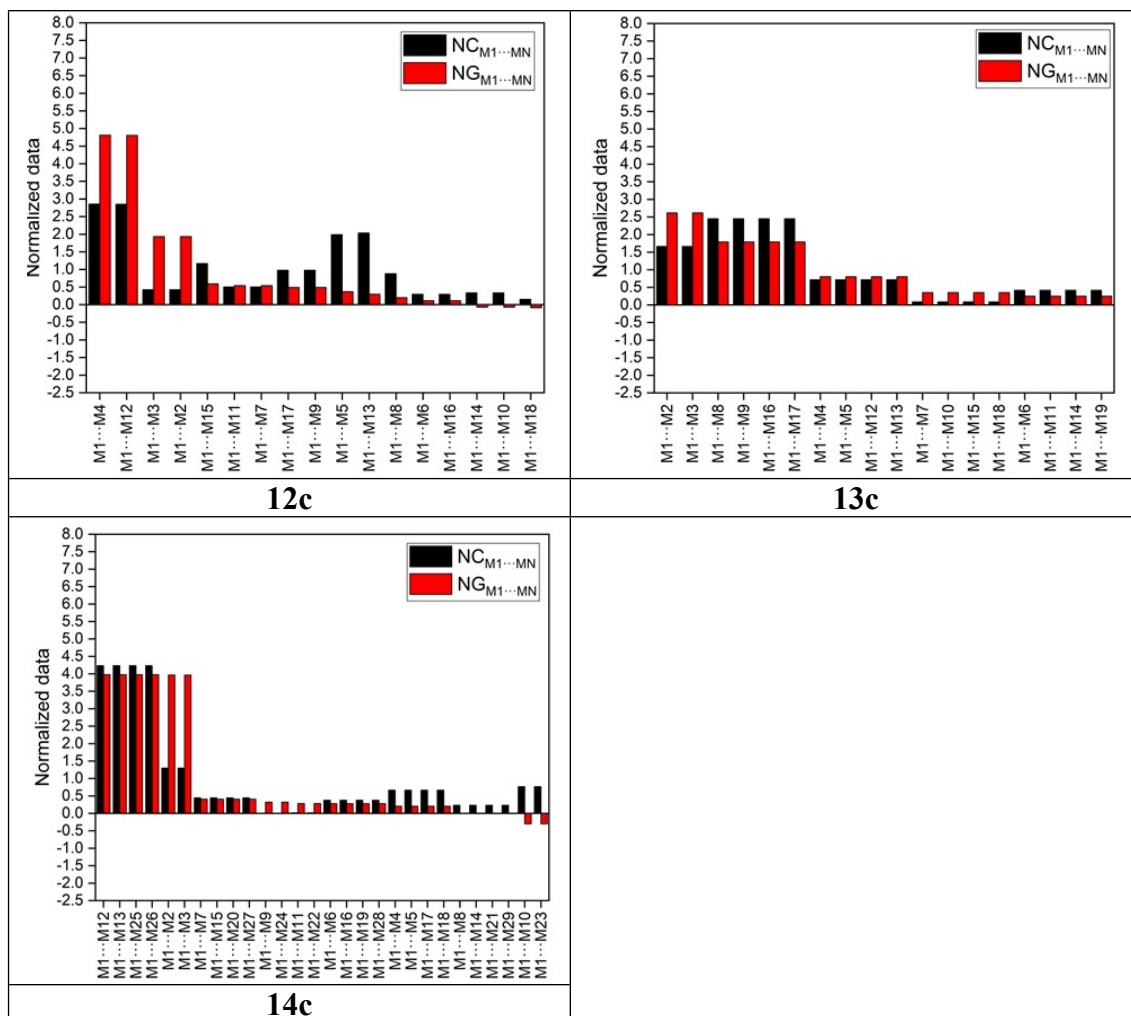 8.0
7.5
7.0
6.5
6.0
5.5
5.0
4.5
4.0
3.5
3.0
2.5
2.0
1.5
1.0
0.5
0.0
-0.5
-1.0
-1.5
-2.0
-2.5
Normalized data
NC M1···MN
NG M1···MN
M1···M4
M1···M12
M1···M3
M1···M2
M1···M15
M1···M11
M1···M7
M1···M17
M1···M9
M1···M5
M1···M13
M1···M8
M1···M6
M1···M16
M1···M14
M1···M10
M1···M18
12c
8.0
7.5
7.0
6.5
6.0
5.5
5.0
4.5
4.0
3.5
3.0
2.5
2.0
1.5
1.0
0.5
0.0
-0.5
-1.0
-1.5
-2.0
-2.5
Normalized data
NC M1···MN
NG M1···MN
M1···M2
M1···M3
M1···M8
M1···M9
M1···M16
M1···M17
M1···M4
M1···M5
M1···M12
M1···M13
M1···M7
M1···M10
M1···M15
M1···M18
M1···M6
M1···M11
M1···M14
M1···M19
13c
8.0
7.5
7.0
6.5
6.0
5.5
5.0
4.5
4.0
3.5
3.0
2.5
2.0
1.5
1.0
0.5
0.0
-0.5
-1.0
-1.5
-2.0
-2.5
Normalized data
NC M1···MN
NG M1···MN
M1···M12
M1···M13
M1···M25
M1···M26
M1···M2
M1···M3
M1···M7
M1···M15
M1···M20
M1···M27
M1···M9
M1···M24
M1···M11
M1···M22
M1···M6
M1···M16
M1···M19
M1···M28
M1···M4
M1···M5
M1···M17
M1···M18
M1···M8
M1···M14
M1···M21
M1···M29
M1···M10
M1···M23
14c